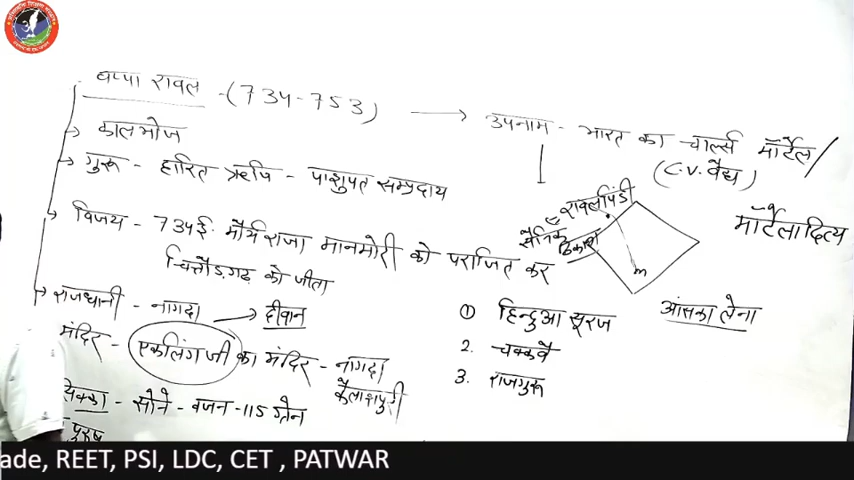 बप्पा रावल -(734-753) → उपनाम - भारत का चार्ल्स मॉर्टेल/
(C.V. वैद्य)
मॉर्टेलादित्य
→ कालभोज
→ गुरू - हारित ऋषि - पाशुपत सम्प्रदाय
→ विजय - 734ई. मौर्य राजा मानमोरी को पराजित कर
चित्तौड़गढ़ को जीता
→ राजधानी - नागदा → दीवान
मंदिर - एकलिंग जी का मंदिर - नागदा
कैलाशपुरी
सिक्का - सोने - वजन - 115 ग्रेन
पुरूष
रावलपिंडी
सैनिक
ठिकाना
m
① हिन्दुआ सूरज
2. चक्कवै
3. राजगुरू
आंसका लेना
ade, REET, PSI, LDC, CET , PATWAR